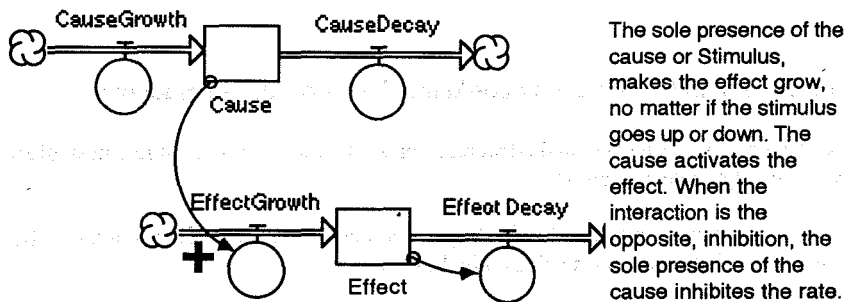 CauseGrowth
CauseDecay
Cause
EffectGrowth
Effeot Decay
+
Effect
The sole presence of the
cause or Stimulus,
makes the effect grow,
no matter if the stimulus
goes up or down. The
cause activates the
effect. When the
interaction is the
opposite, inhibition, the
sole presence of the
cause inhibites the rate.